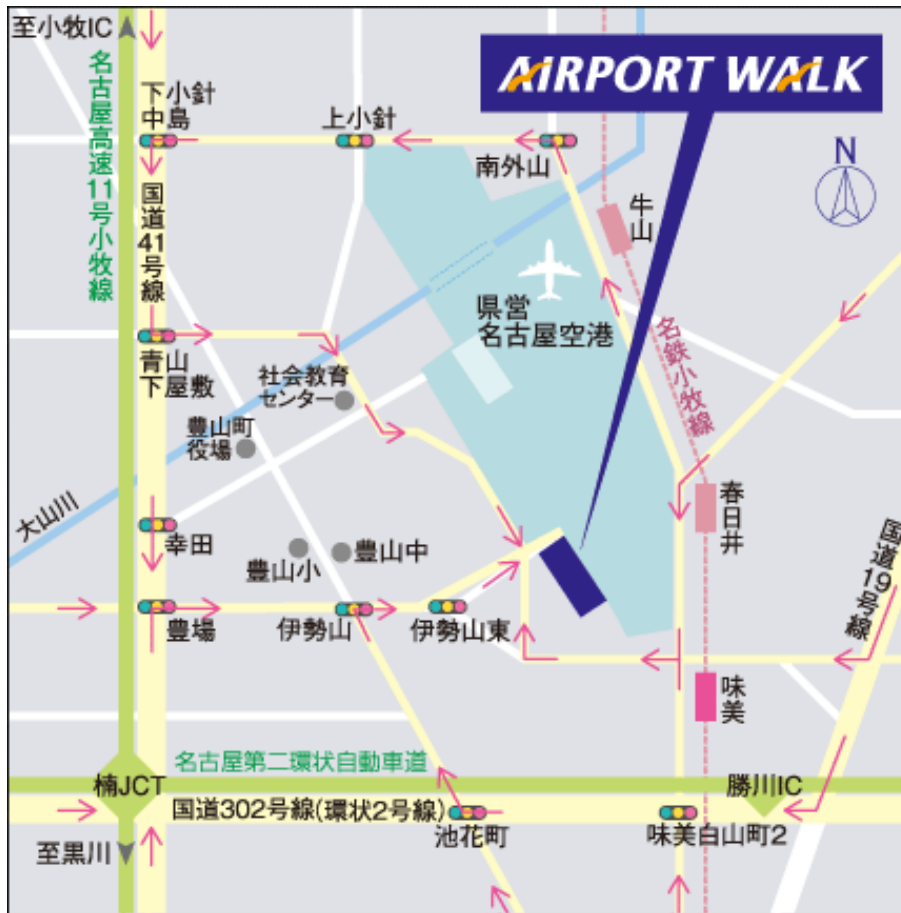 至小牧IC
名古屋高速11号小牧線
下小針
中島
上小針
南外山
AIRPORT WALK
N
国道41号線
牛山
県営
名古屋空港
名鉄小牧線
青山
下屋敷
社会教育
センター
豊山町
役場
大山川
春日井
幸田
豊山小
豊山中
国道19号線
豊場
伊勢山
伊勢山東
味美
名古屋第二環状自動車道
楠JCT
勝川IC
国道302号線(環状2号線)
池花町
味美白山町2
至黒川